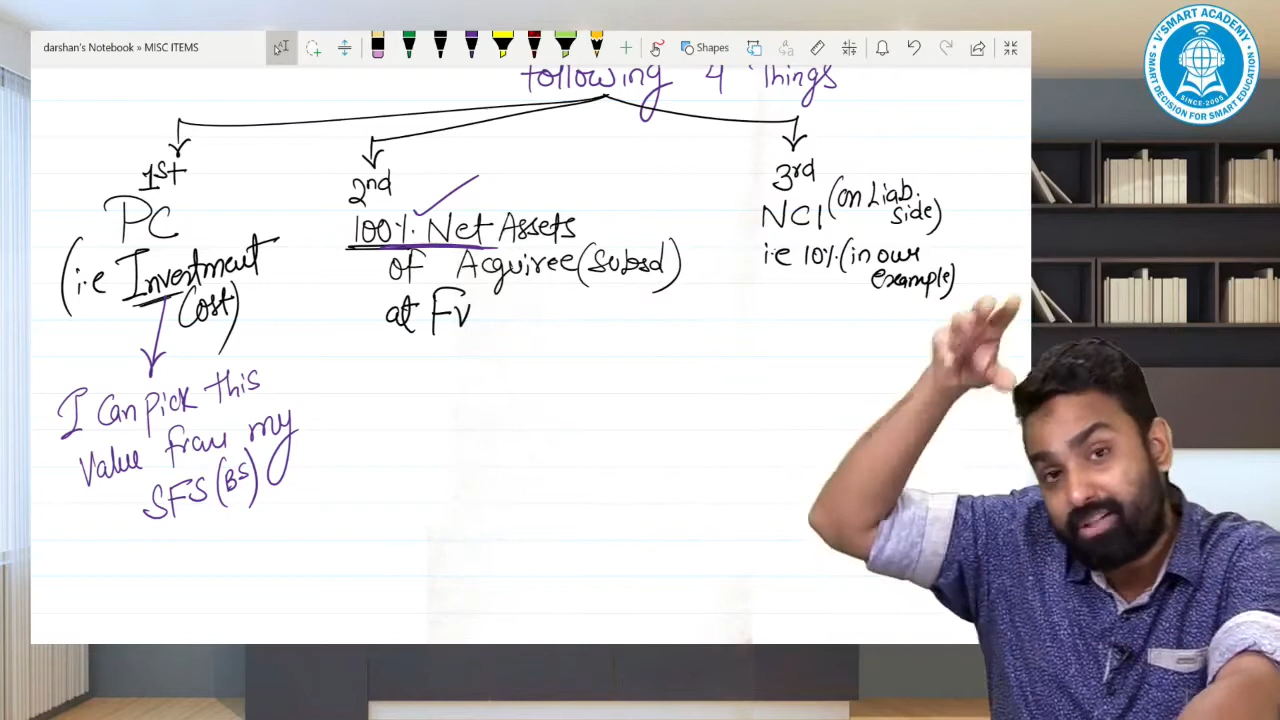 darshan's Notebook » MISC ITEMS
Shapes
V'SMART ACADEMY
SINCE-2005
SMART DECISION FOR SMART EDUCATION
following 4 Things
1st
PC
(i.e Investment
Cost)
I Can pick this
Value from my
SFS (BS)
2nd
100% Net Assets
of Acquiree (Subsd)
at Fv
3rd
NCI (on Liab.
side)
i.e 10% (in our
example)